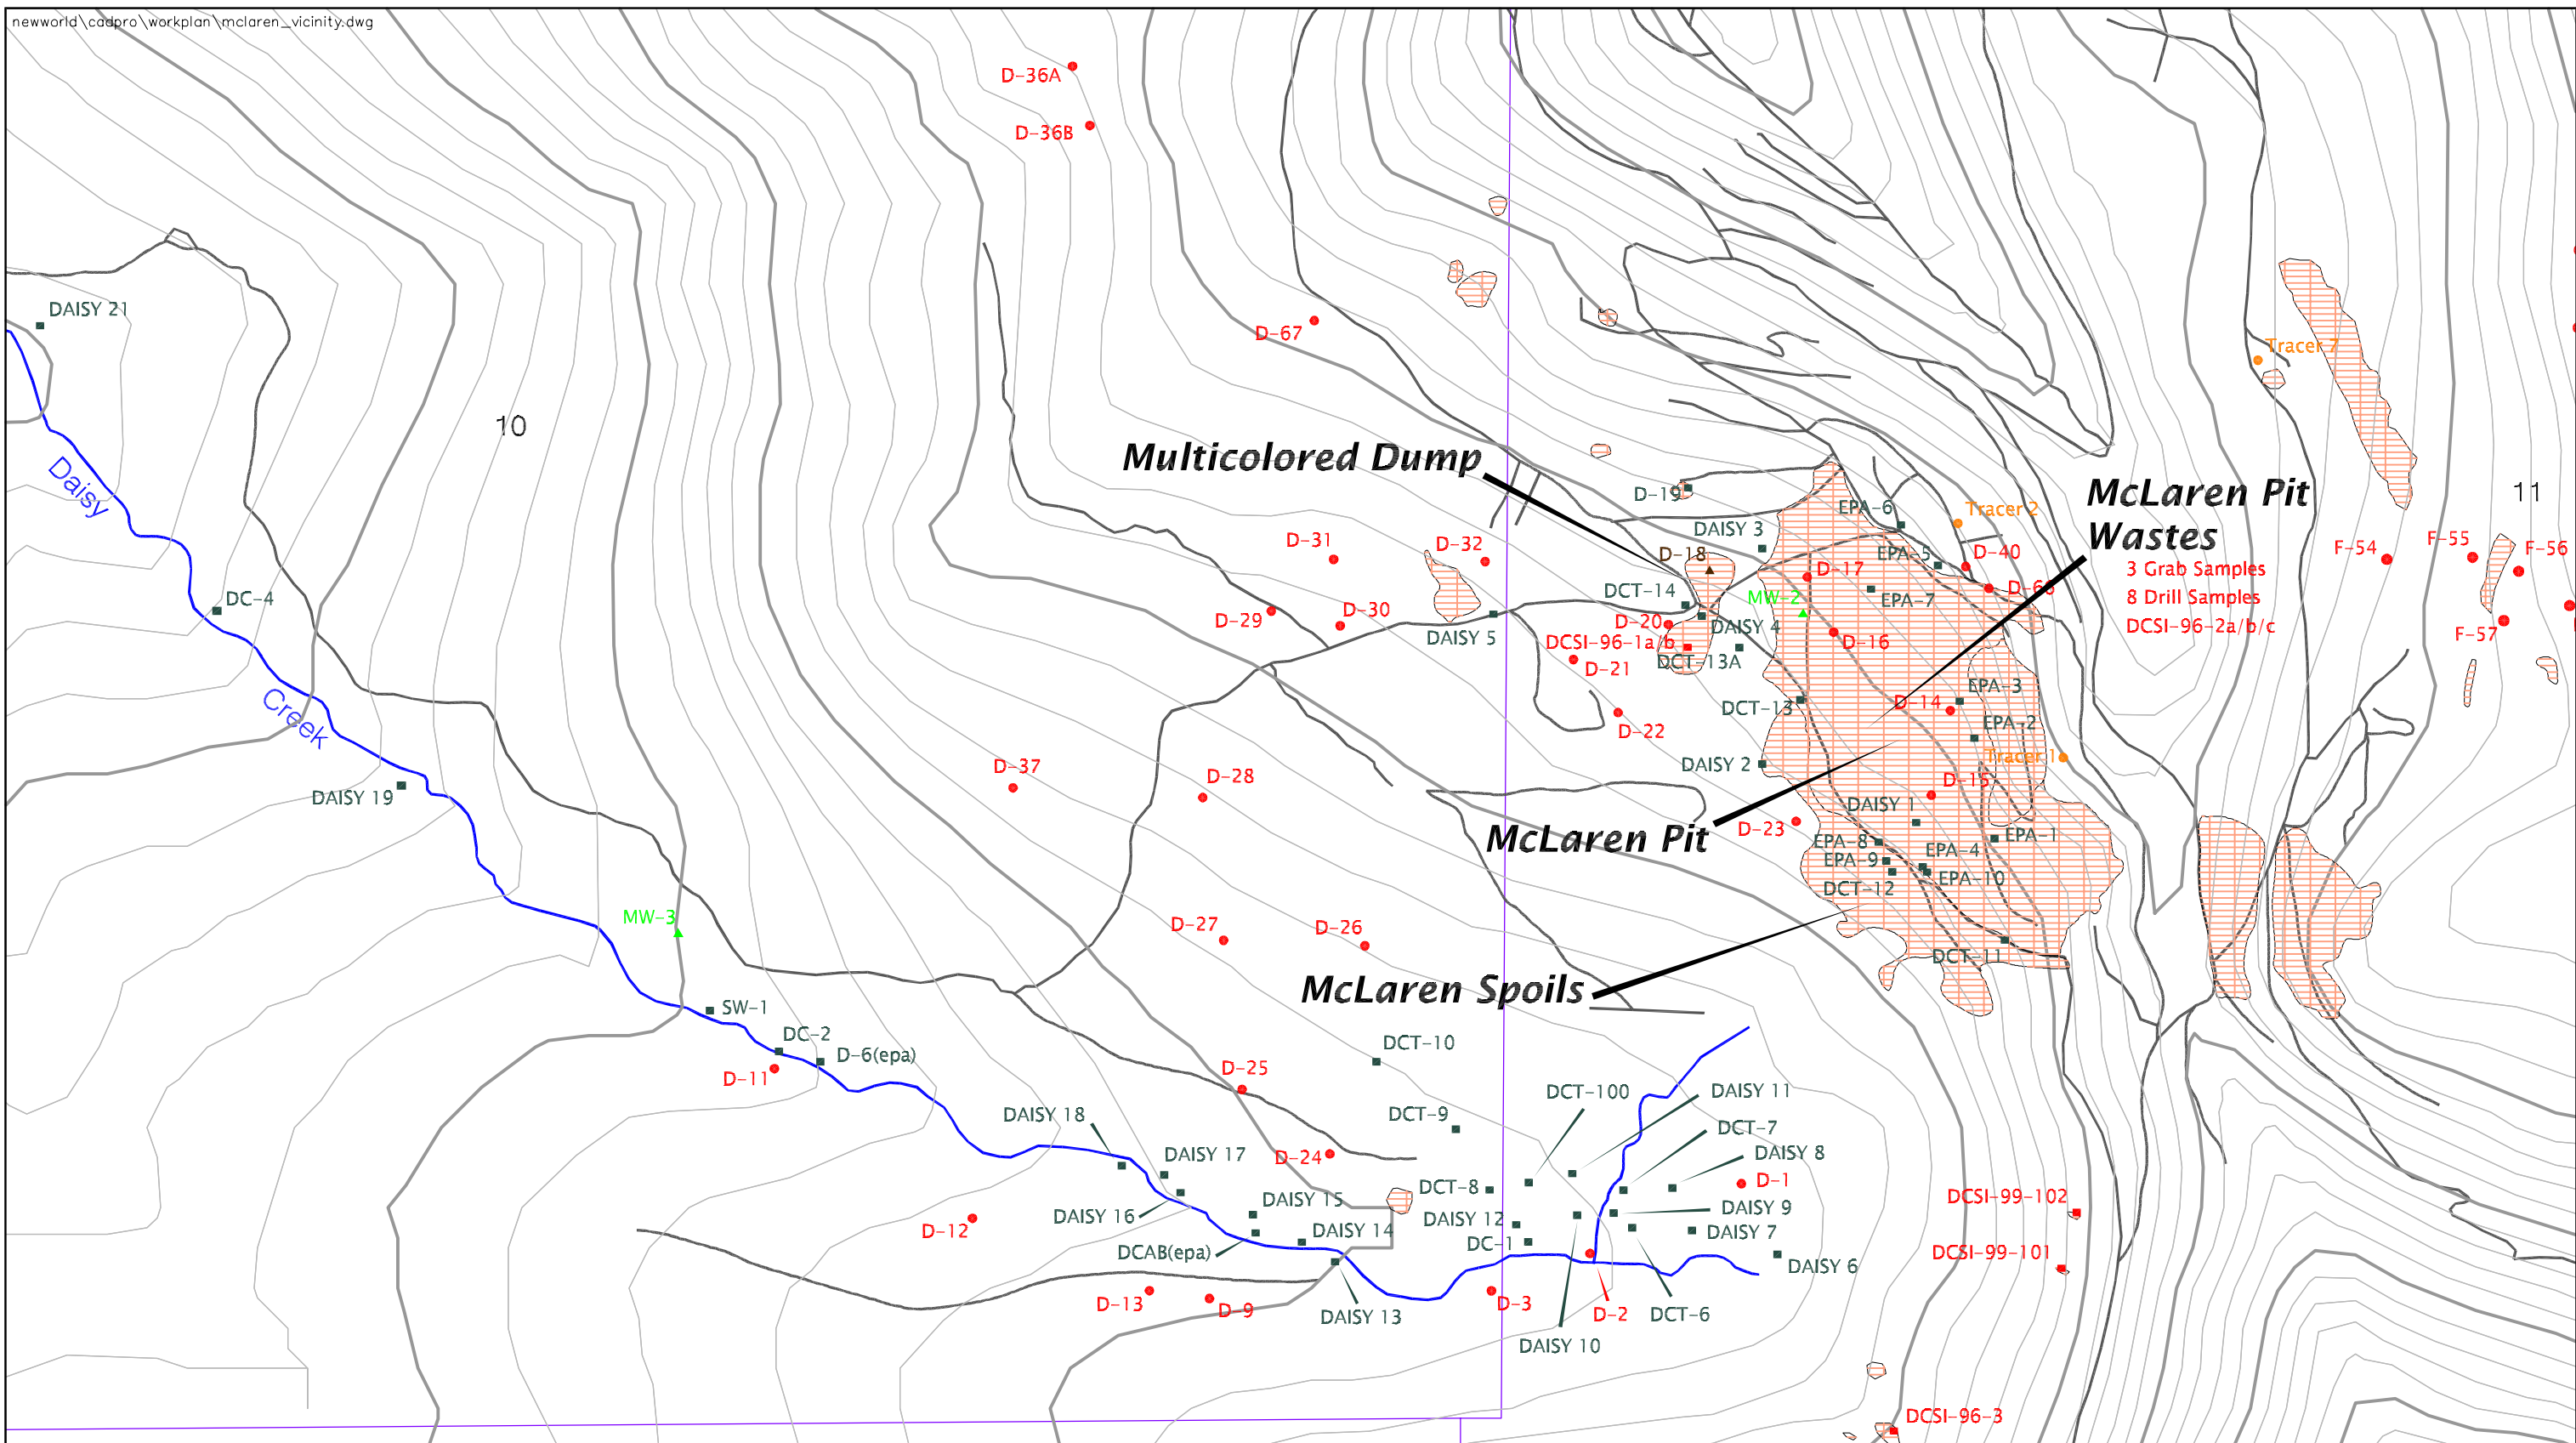 newworld\cadpro\workplan\mclaren_vicinity.dwg
D-36A
D-36B
DAISY 21
D-67
Tracer 7
10
Daisy
Creek
Multicolored Dump
McLaren Pit
Wastes
3 Grab Samples
8 Drill Samples
DCSI-96-2a/b/c
11
D-19
EPA-6
Tracer 2
DAISY 3
D-31
D-32
D-18
EPA-5
D-40
F-54
F-55
F-56
D-17
DC-4
DCT-14
MW-2
EPA-7
D-29
D-30
DAISY 5
D-20
DAISY 4
DCSI-96-1a/b
D-16
F-57
DCT-13A
D-21
EPA-3
D-14
DCT-13
D-22
EPA-2
Tracer 1
DAISY 2
D-37
D-28
D-15
DAISY 19
DAISY 1
D-23
McLaren Pit
EPA-8
EPA-1
EPA-9
EPA-4
DCT-12
EPA-10
MW-3
D-27
D-26
DCT-11
McLaren Spoils
SW-1
DC-2
D-6(epa)
D-11
DCT-10
D-25
DCT-100
DAISY 11
DAISY 18
DCT-9
DCT-7
DAISY 17
D-24
DAISY 8
D-1
DCT-8
DCSI-99-102
DAISY 15
DAISY 16
DAISY 12
DAISY 9
D-12
DAISY 14
DAISY 7
DCAB(epa)
DC-1
DCSI-99-101
DAISY 6
D-13
D-9
D-3
DAISY 13
D-2
DCT-6
DAISY 10
DCSI-96-3